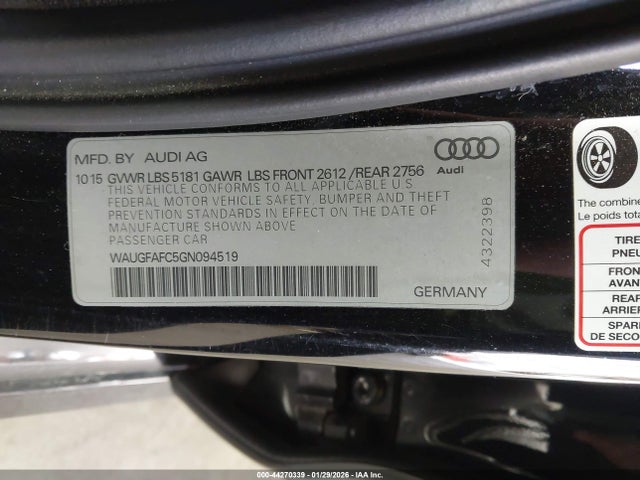 MFD. BY AUDI AG
Audi
10 15 GVWR LBS 5181 GAWR LBS FRONT 2612 / REAR 2756
THIS VEHICLE CONFORMS TO ALL APPLICABLE U S
FEDERAL MOTOR VEHICLE SAFETY, BUMPER AND THEFT
PREVENTION STANDARDS IN EFFECT ON THE DATE OF
MANUFACTURE SHOWN ABOVE
PASSENGER CAR
WAUGFAFC5GN094519
4322398
GERMANY
The combine
Le poids tot
TIRE
PNEU
FRON
AVAN
REAR
ARRIER
SPARE
DE SECO
000-44270339 - 01/29/2026 - IAA Inc.